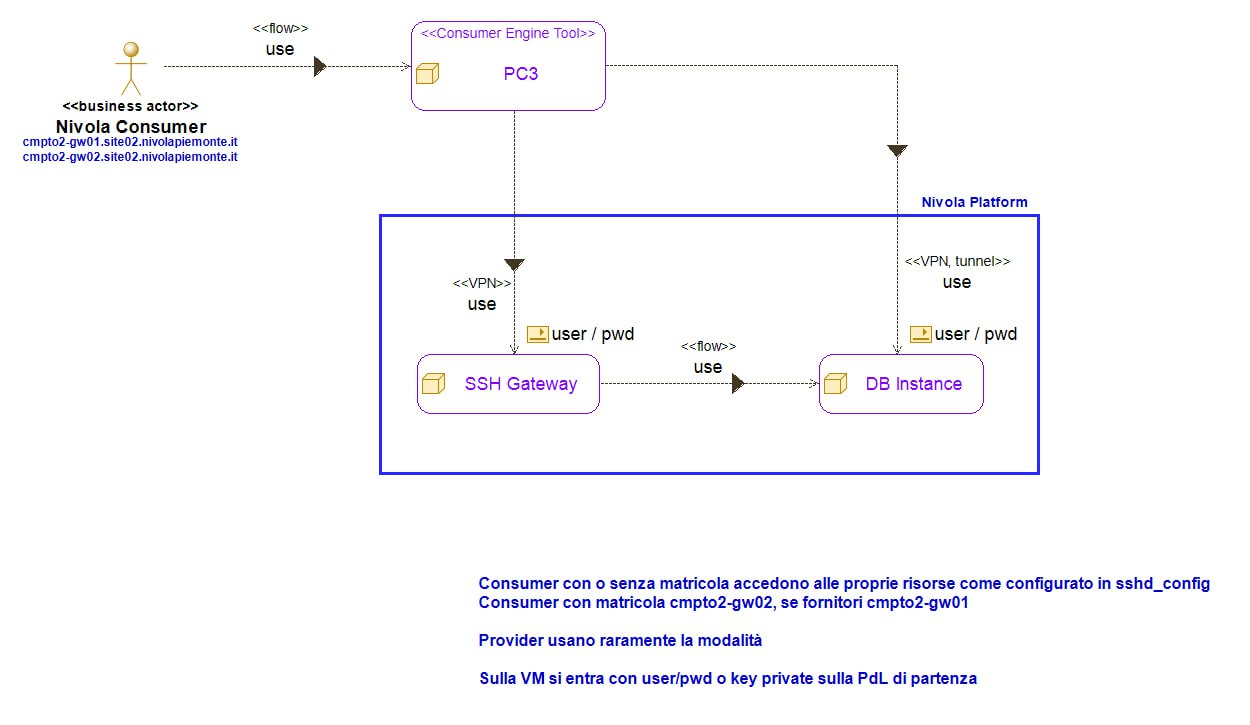 <<flow>>
use
<<Consumer Engine Tool>>
PC3
<<business actor>>
Nivola Consumer
cmpto2-gw01.site02.nivolapiemonte.it
cmpto2-gw02.site02.nivolapiemonte.it
Nivola Platform
<<VPN>>
use
<<VPN, tunnel>>
use
user / pwd
<<flow>>
use
user / pwd
SSH Gateway
DB Instance
Consumer con o senza matricola accedono alle proprie risorse come configurato in sshd_config
Consumer con matricola cmpto2-gw02, se fornitori cmpto2-gw01
Provider usano raramente la modalità
Sulla VM si entra con user/pwd o key private sulla PdL di partenza